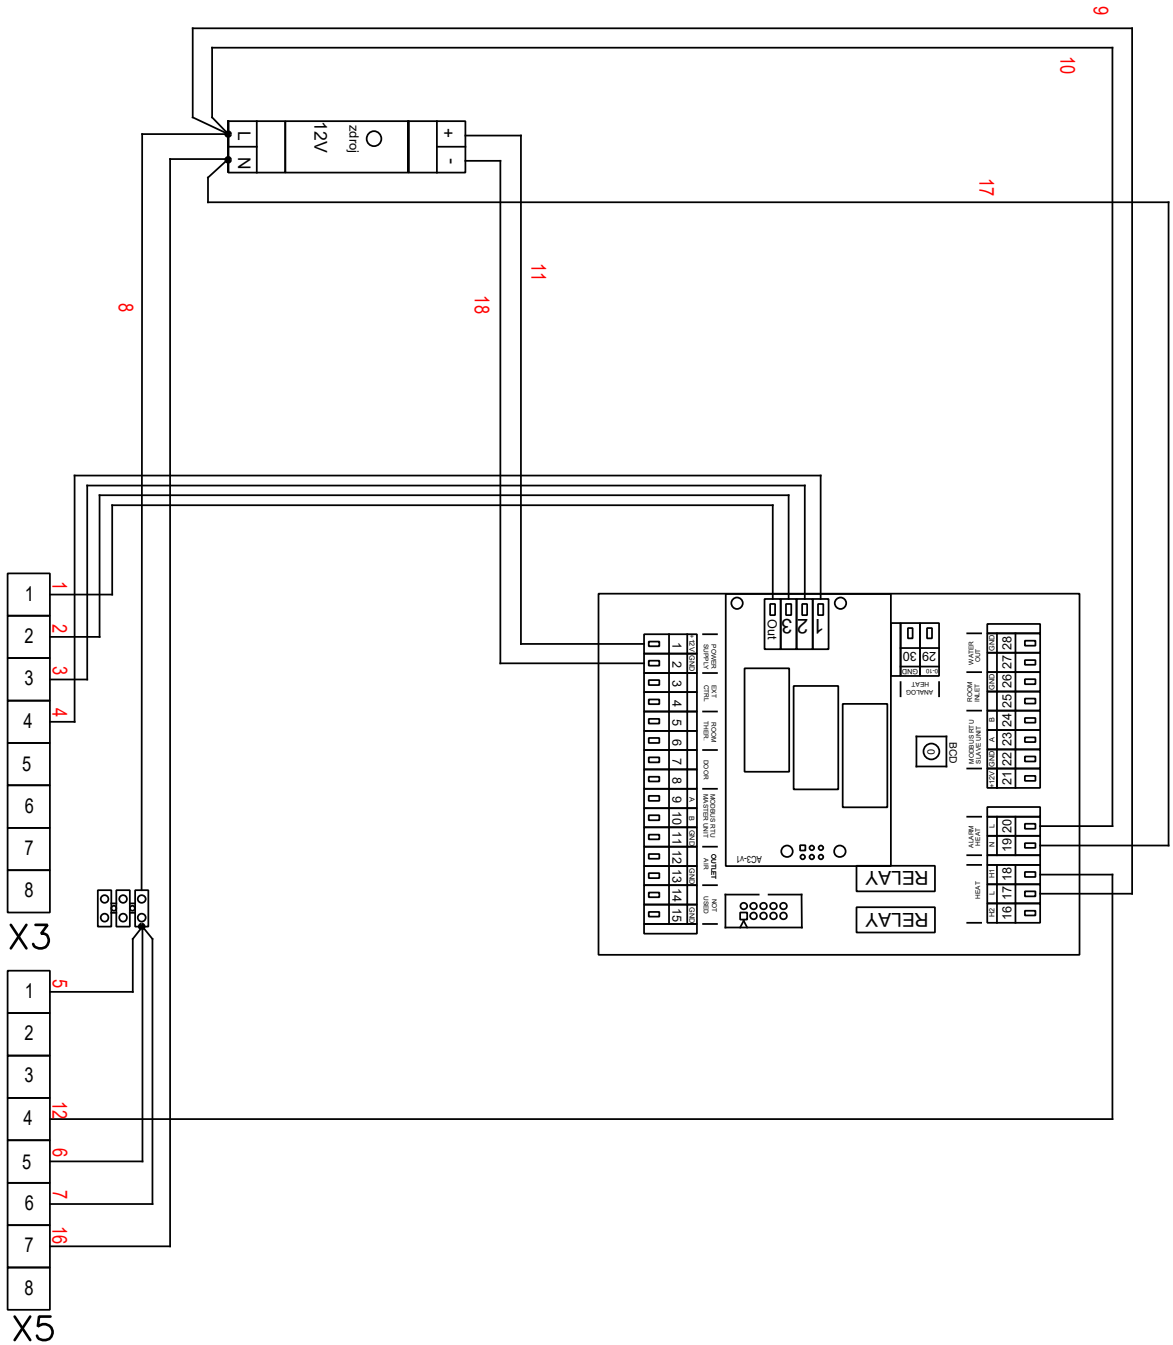 9
10
L
N
12V
zdroj
+
-
17
11
18
8
1
2
3
4
5
6
7
8
X3
1
2
3
4
1
2
3
4
5
6
7
8
X5
5
12
6
7
16
Out
3
2
1
1 +12V
2 GND
3
4
5
6
7
8
9 A
10 B
11 GND
12
13 GND
14
15 GND
POWER
SUPPLY
EXT
CTRL
ROOM
THER.
DOOR
MODBUS RTU
MASTER UNIT
OUTLET
AIR
NOT
USED
AC3-v1
30 29
GND 0-10
ANALOG
HEAT
BCD
0
RELAY
RELAY
WATER
OUT
ROOM
INLET
MODBUS RTU
SLAVE UNIT
GND 28
27
GND 26
25
B 24
A 23
GND 22
+12V 21
ALARM
HEAT
L 20
N 19
HEAT
H1 18
L 17
H2 16